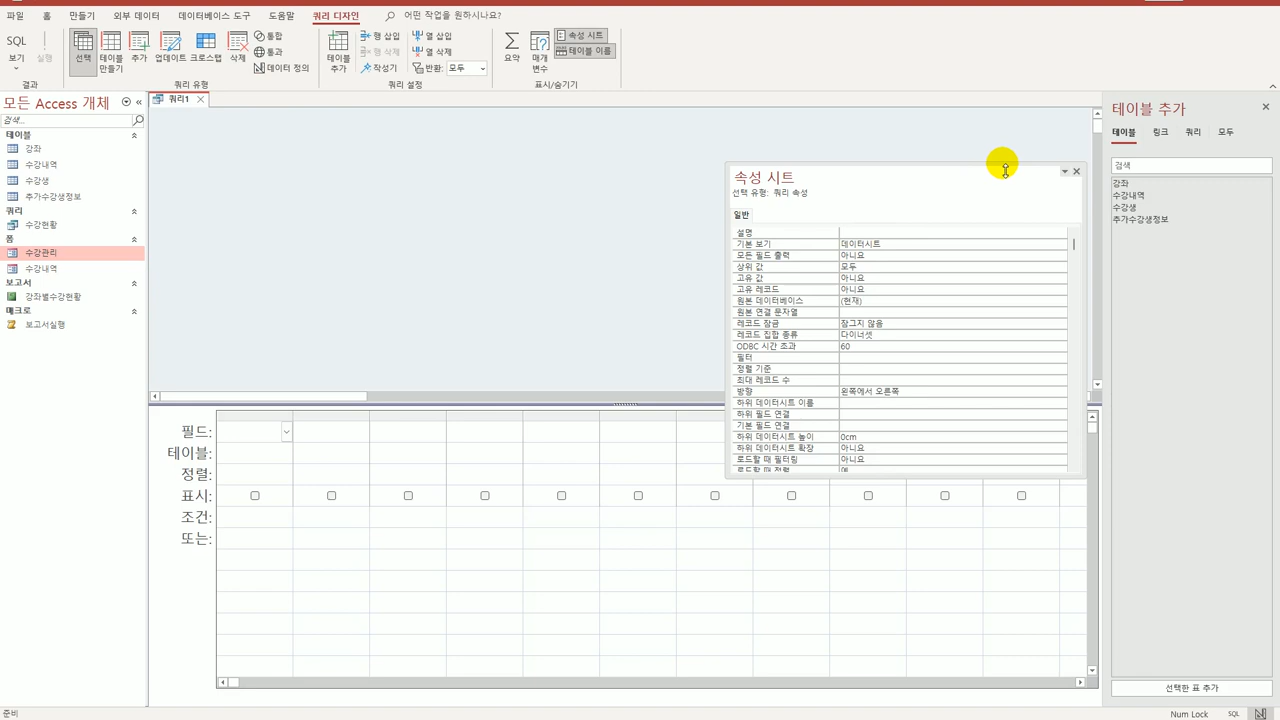 파일 홈 만들기 외부 데이터 데이터베이스 도구 도움말 쿼리 디자인 어떤 작업을 원하시나요?
SQL 보기
실행
선택
테이블 만들기
추가
업데이트
크로스탭
삭제
통합
통과
데이터 정의
테이블 추가
행 삽입
행 삭제
작성기
열 삽입
열 삭제
반환: 모두
요약
매개 변수
속성 시트
테이블 이름
결과 쿼리 유형 쿼리 설정 표시/숨기기
모든 Access 개체 «
검색...
테이블
강좌
수강내역
수강생
추가수강생정보
쿼리
수강현황
폼
수강관리
수강내역
보고서
강좌별수강현황
매크로
보고서실행
쿼리1
속성 시트
선택 유형: 쿼리 속성
일반
설명
기본 보기 데이터시트
모든 필드 출력 아니요
상위 값 모두
고유 값 아니요
고유 레코드 아니요
원본 데이터베이스 (현재)
원본 연결 문자열
레코드 잠금 잠그지 않음
레코드 집합 종류 다이너셋
ODBC 시간 초과 60
필터
정렬 기준
최대 레코드 수
방향 왼쪽에서 오른쪽
하위 데이터시트 이름
하위 필드 연결
기본 필드 연결
하위 데이터시트 높이 0cm
하위 데이터시트 확장 아니요
로드할 때 필터링 아니요
로드할 때 정렬 예
필드:
테이블:
정렬:
표시:
조건:
또는:
테이블 추가
테이블 링크 쿼리 모두
검색
강좌
수강내역
수강생
추가수강생정보
선택한 표 추가
준비 Num Lock SQL